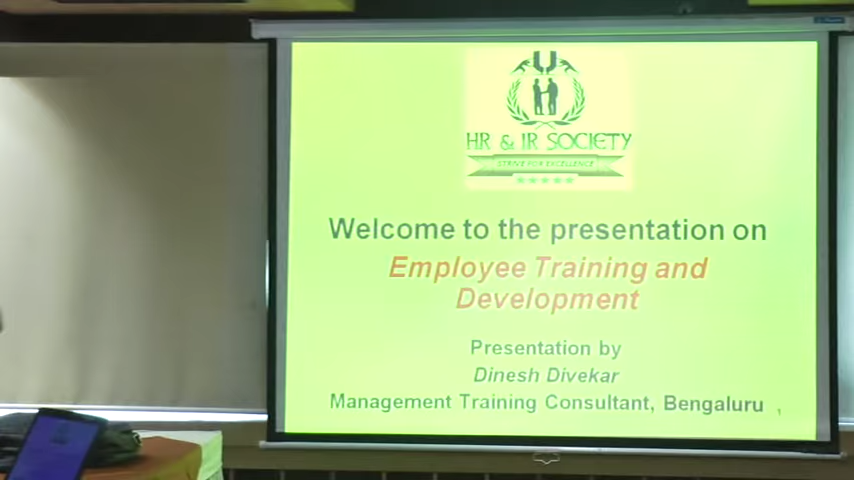 HR & IR SOCIETY
STRIVE FOR EXCELLENCE
Welcome to the presentation on
Employee Training and
Development
Presentation by
Dinesh Divekar
Management Training Consultant, Bengaluru
1